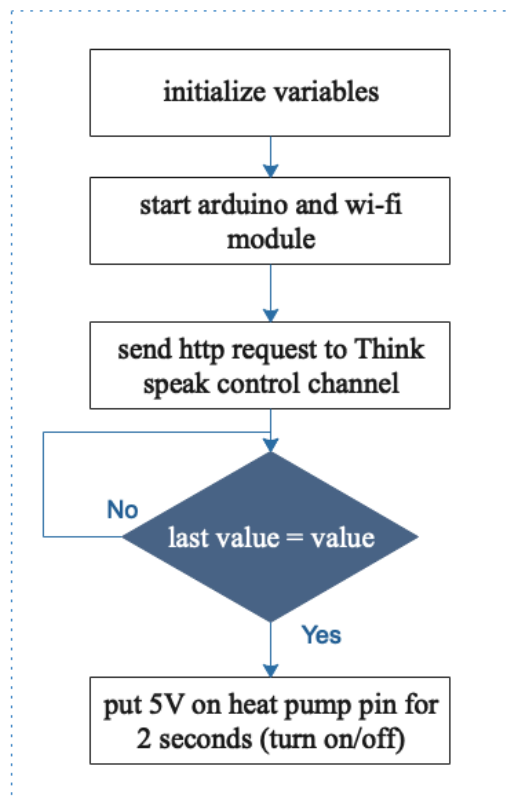 initialize variables
start arduino and wi-fi
module
send http request to Think
speak control channel
No
last value = value
Yes
put 5V on heat pump pin for
2 seconds (turn on/off)